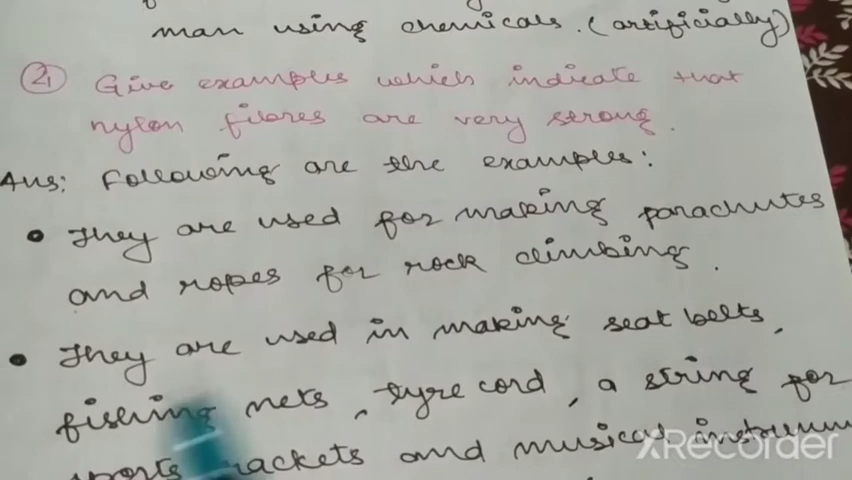 man using chemicals. (artificially)
2 Give examples which indicate that
nylon fibres are very strong.
Ans: Following are the examples:
• They are used for making parachutes
and ropes for rock climbing.
• They are used in making seat belts,
fishing nets, tyre cord, a string for
sports rackets and musical
XRecorder